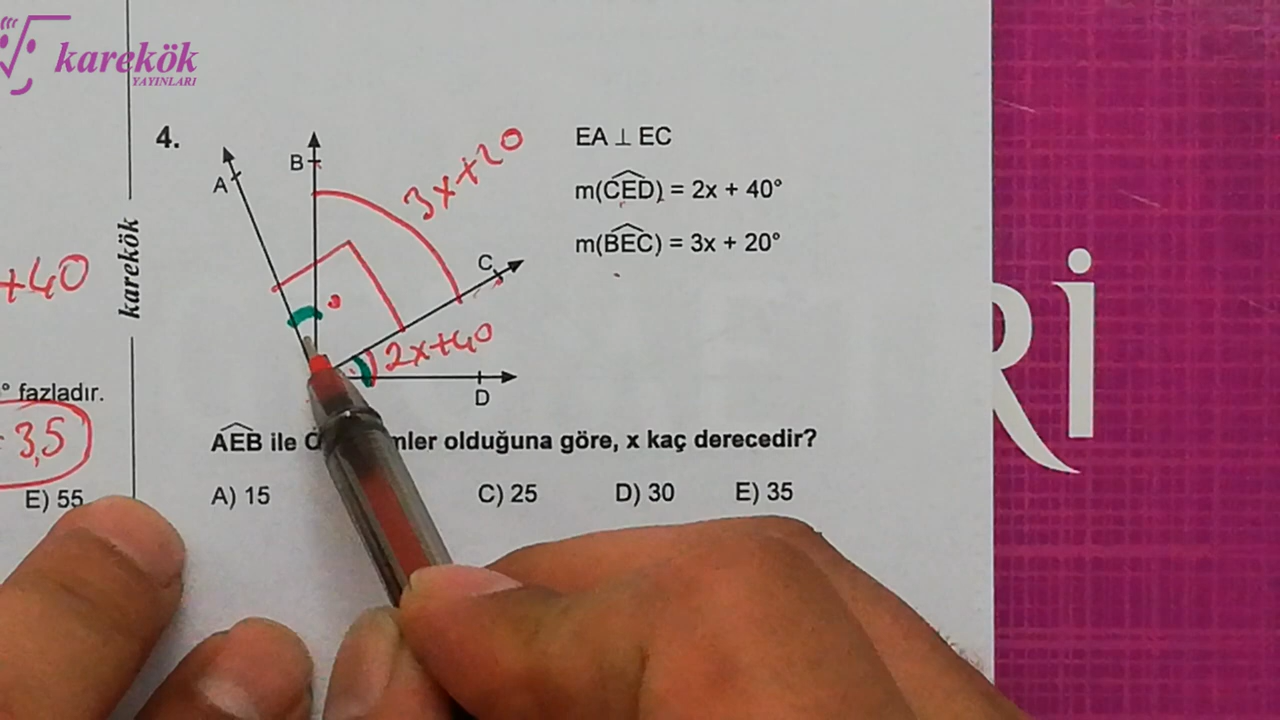 karekök
YAYINLARI
4.
A
B
C
D
3x+20
2x+40
EA ⊥ EC
m(CED) = 2x + 40°
m(BEC) = 3x + 20°
AEB ile olduğuna göre, x kaç derecedir?
A) 15
C) 25
D) 30
E) 35
karekök
+40
° fazladır.
3,5
E) 55
Rİ